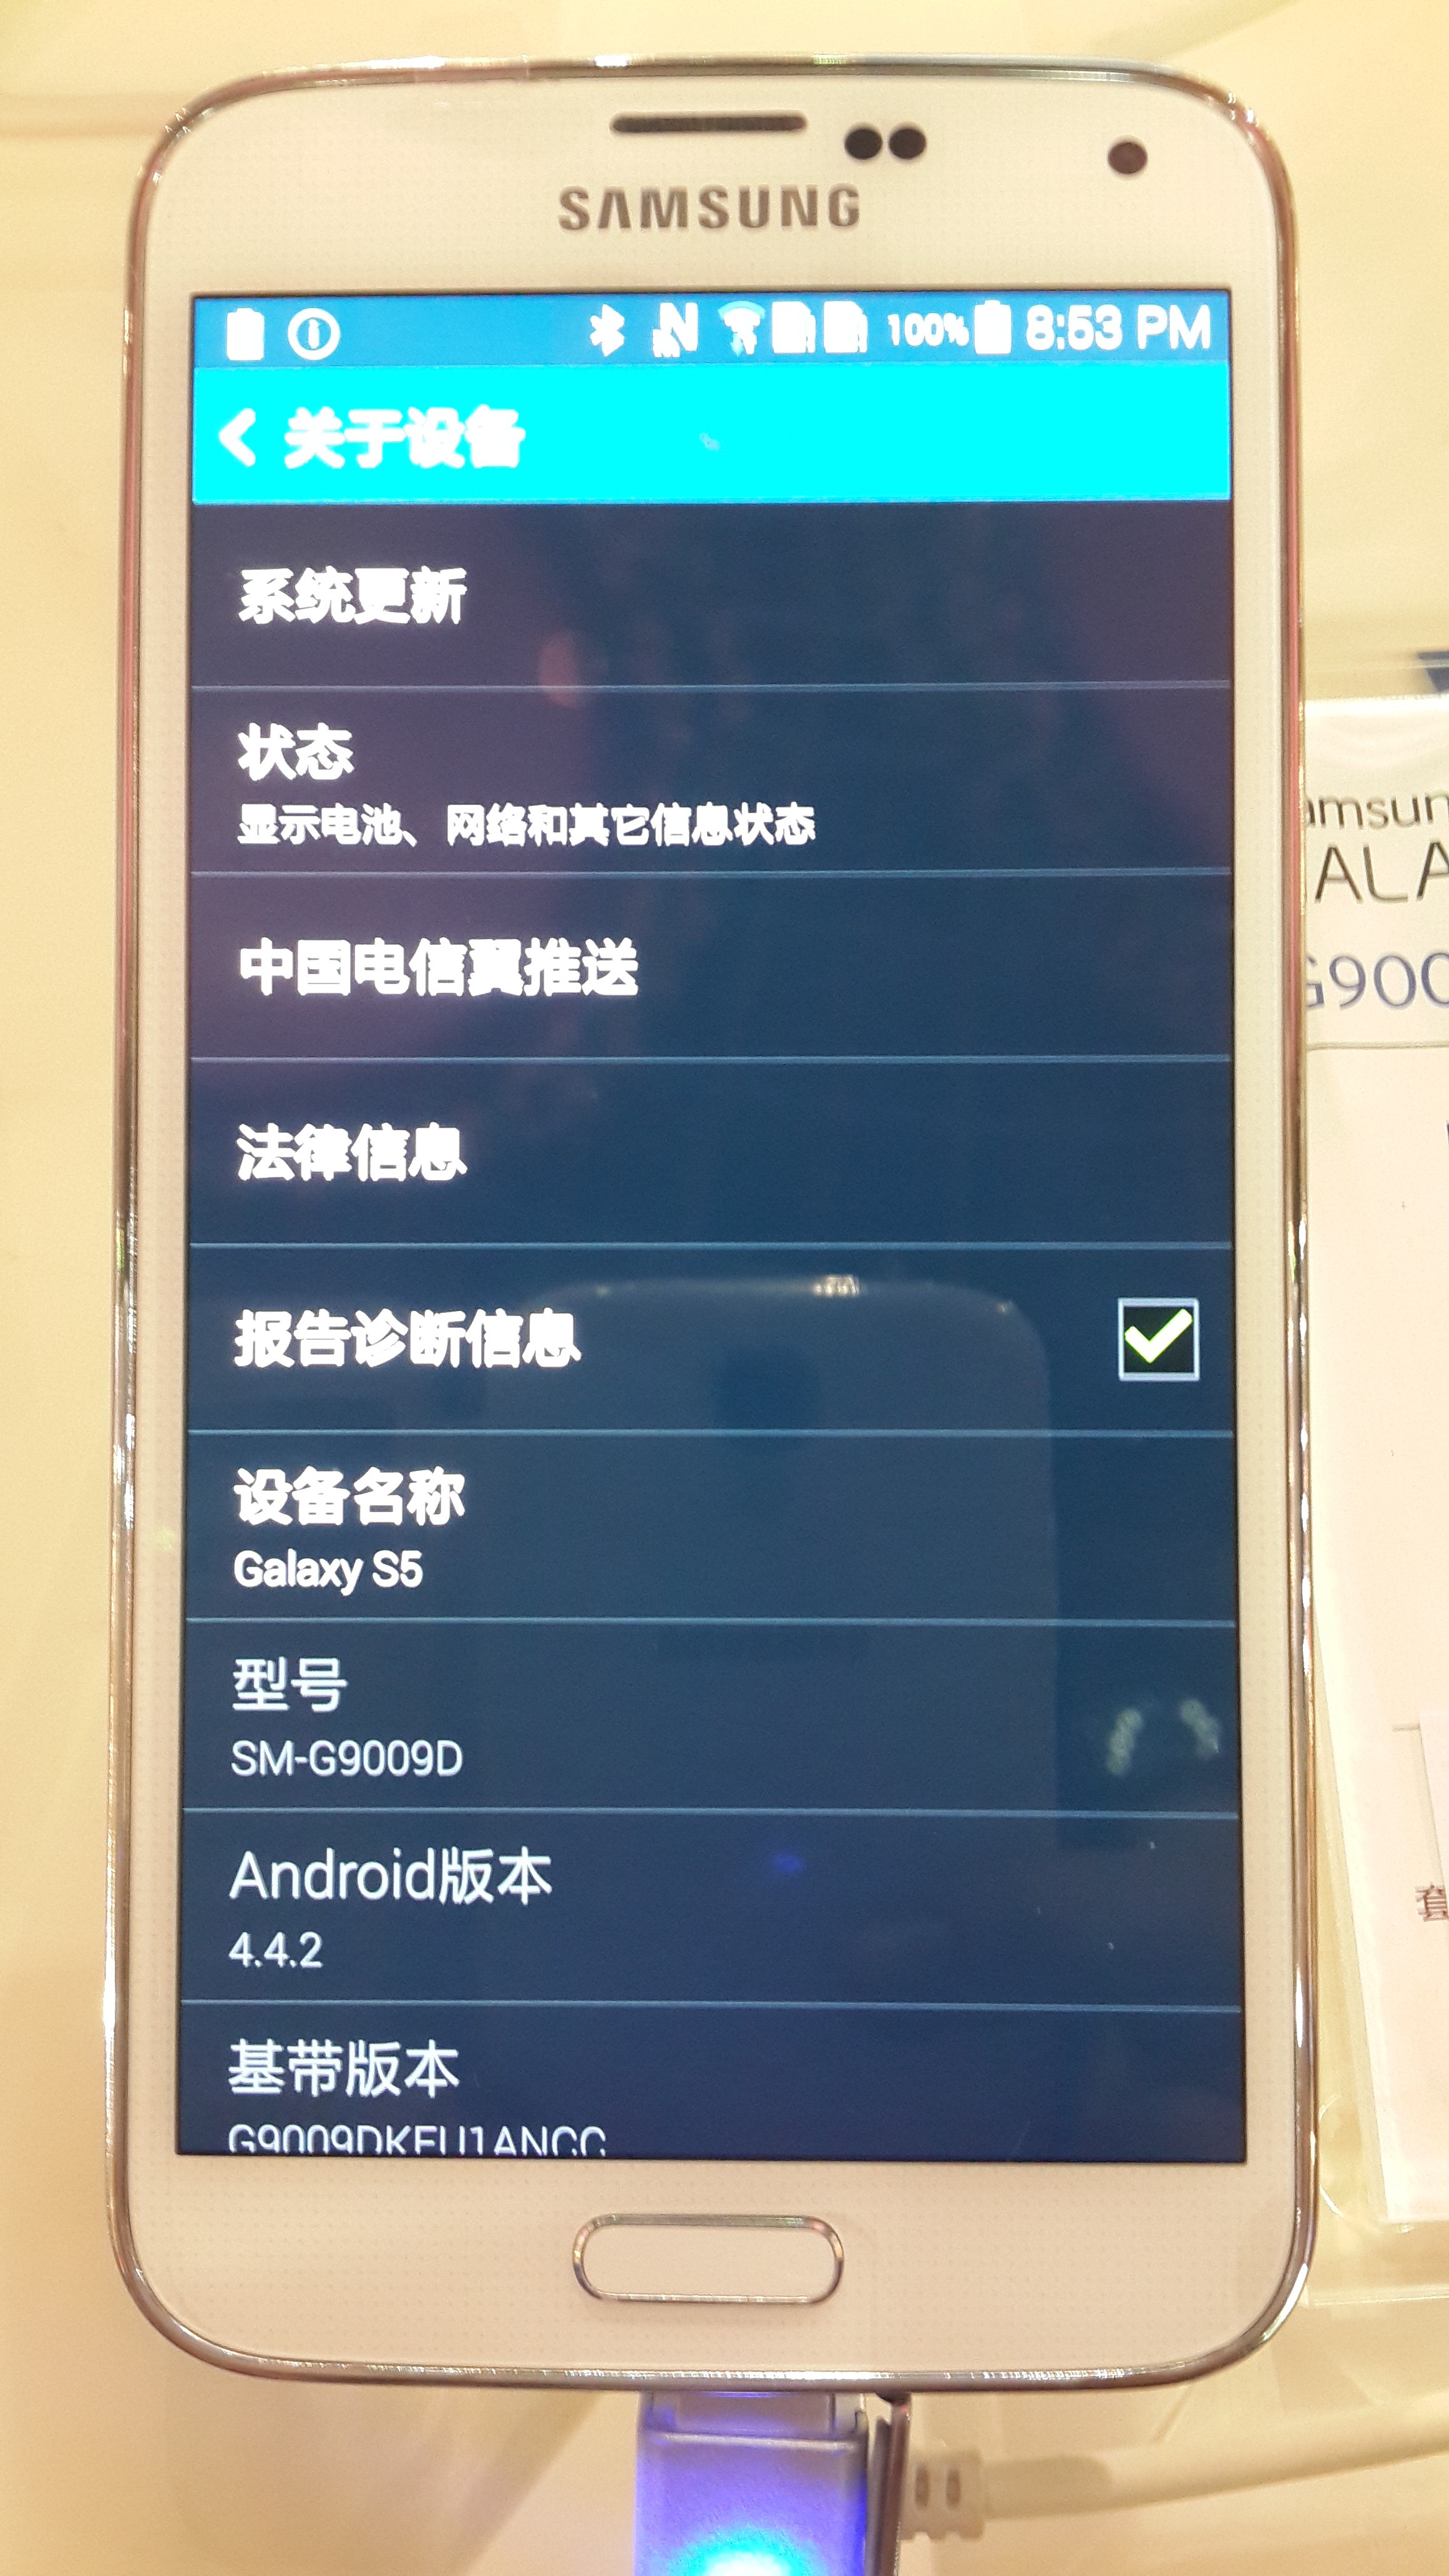 SAMSUNG
100% 8:53 PM
关于设备
系统更新
状态
显示电池、网络和其它信息状态
中国电信翼推送
法律信息
报告诊断信息
设备名称
Galaxy S5
型号
SM-G9009D
Android版本
4.4.2
基带版本
G9009DKEU1ANCC
amsun
ALA
G900
套